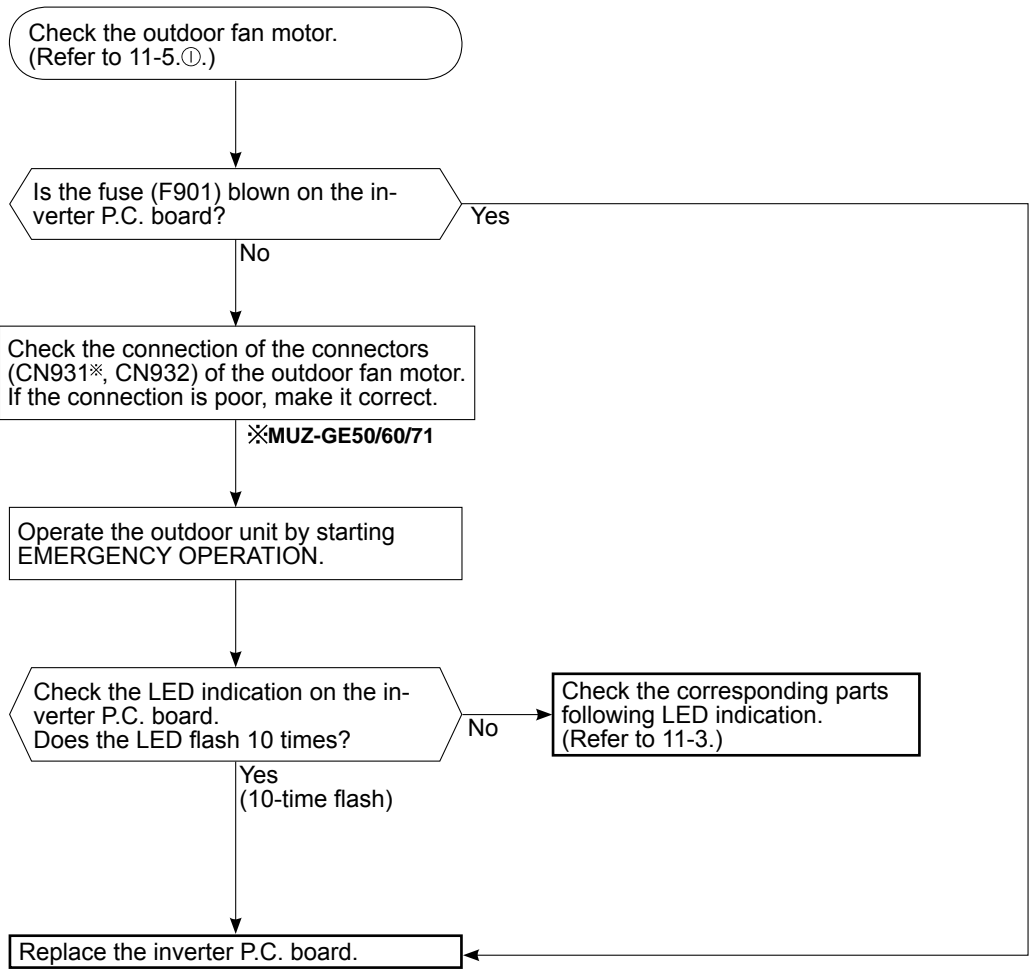 Check the outdoor fan motor.
(Refer to 11-5.Ⓘ.)
Is the fuse (F901) blown on the in-
verter P.C. board?
Yes
No
Check the connection of the connectors
(CN931※, CN932) of the outdoor fan motor.
If the connection is poor, make it correct.
※MUZ-GE50/60/71
Operate the outdoor unit by starting
EMERGENCY OPERATION.
Check the LED indication on the in-
verter P.C. board.
Does the LED flash 10 times?
No
Check the corresponding parts
following LED indication.
(Refer to 11-3.)
Yes
(10-time flash)
Replace the inverter P.C. board.